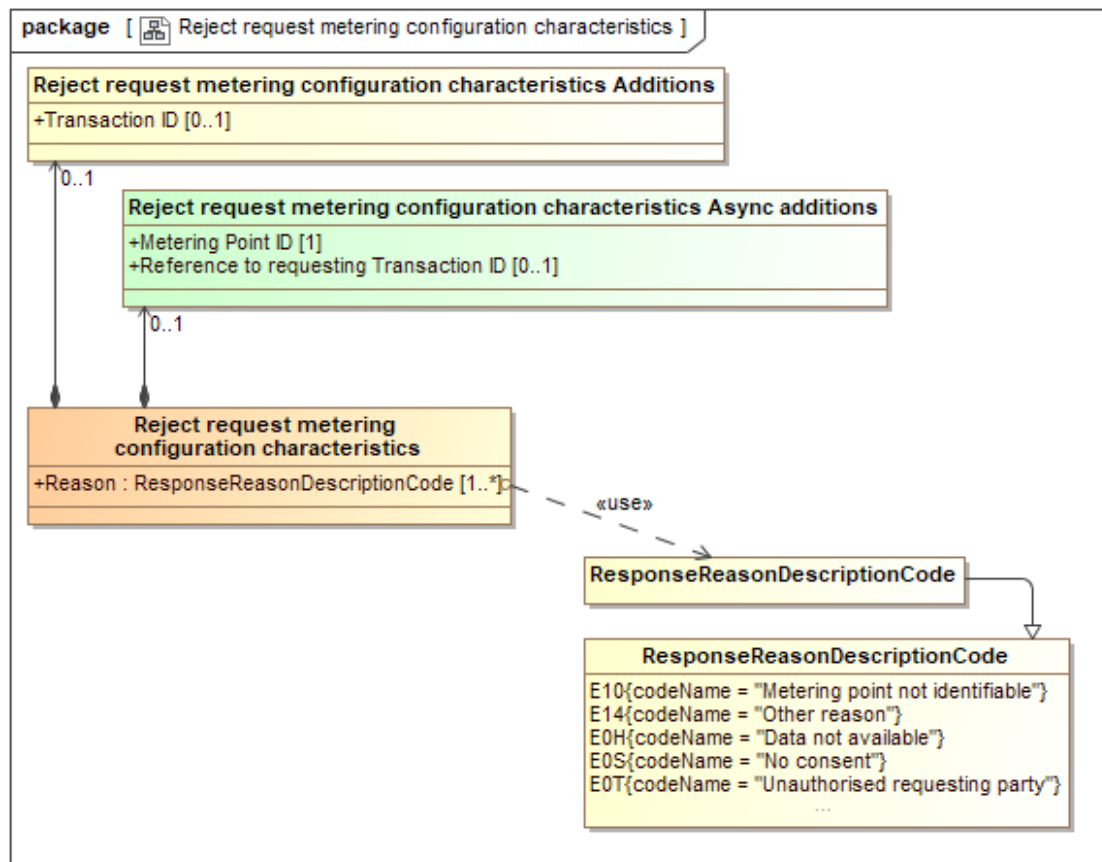 package [ Reject request metering configuration characteristics ]
Reject request metering configuration characteristics Additions
+Transaction ID [0..1]
0..1
Reject request metering configuration characteristics Async additions
+Metering Point ID [1]
+Reference to requesting Transaction ID [0..1]
0..1
Reject request metering
configuration characteristics
+Reason : ResponseReasonDescriptionCode [1..*]
«use»
ResponseReasonDescriptionCode
ResponseReasonDescriptionCode
E10{codeName = "Metering point not identifiable"}
E14{codeName = "Other reason"}
E0H{codeName = "Data not available"}
E0S{codeName = "No consent"}
E0T{codeName = "Unauthorised requesting party"}
...